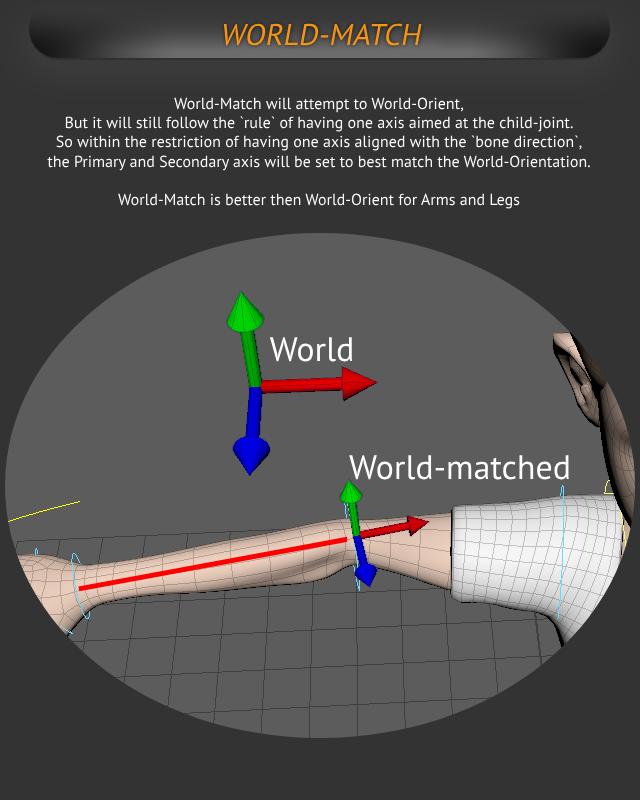 WORLD-MATCH
World-Match will attempt to World-Orient,
But it will still follow the `rule` of having one axis aimed at the child-joint.
So within the restriction of having one axis aligned with the `bone direction`,
the Primary and Secondary axis will be set to best match the World-Orientation.
World-Match is better then World-Orient for Arms and Legs
World
World-matched